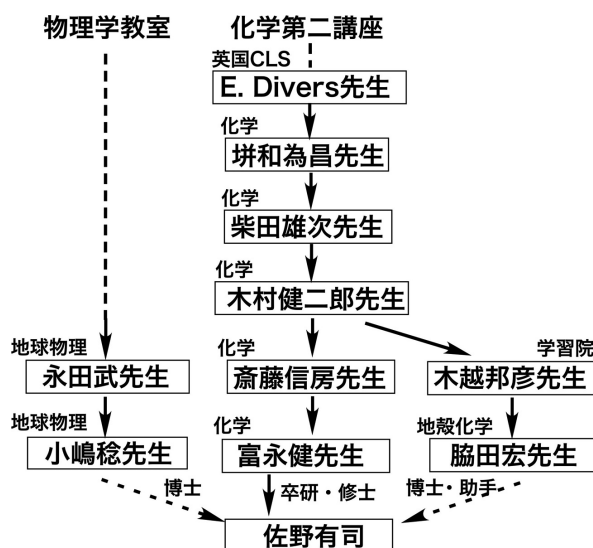 物理学教室
化学第二講座
英国CLS
E. Divers先生
化学
垪和為昌先生
化学
柴田雄次先生
化学
木村健二郎先生
地球物理
化学
学習院
永田武先生
斎藤信房先生
木越邦彦先生
地球物理
化学
地殻化学
小嶋稔先生
富永健先生
脇田宏先生
博士
卒研・修士
博士・助手
佐野有司